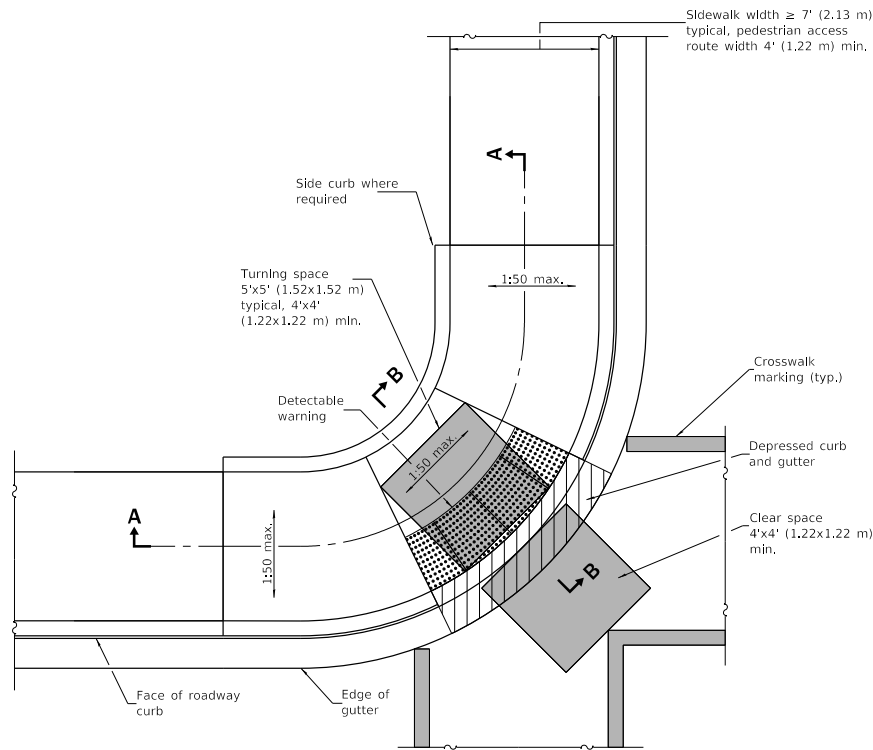 Sidewalk width ≥ 7' (2.13 m)
typical, pedestrian access
route width 4' (1.22 m) min.
A
Side curb where
required
Turning space
5'x5' (1.52x1.52 m)
typical, 4'x4'
(1.22x1.22 m) min.
1:50 max.
B
Detectable
warning
Crosswalk
marking (typ.)
1:50 max.
Depressed curb
and gutter
A
1:50 max.
Clear space
4'x4' (1.22x1.22 m)
min.
B
Face of roadway
curb
Edge of
gutter